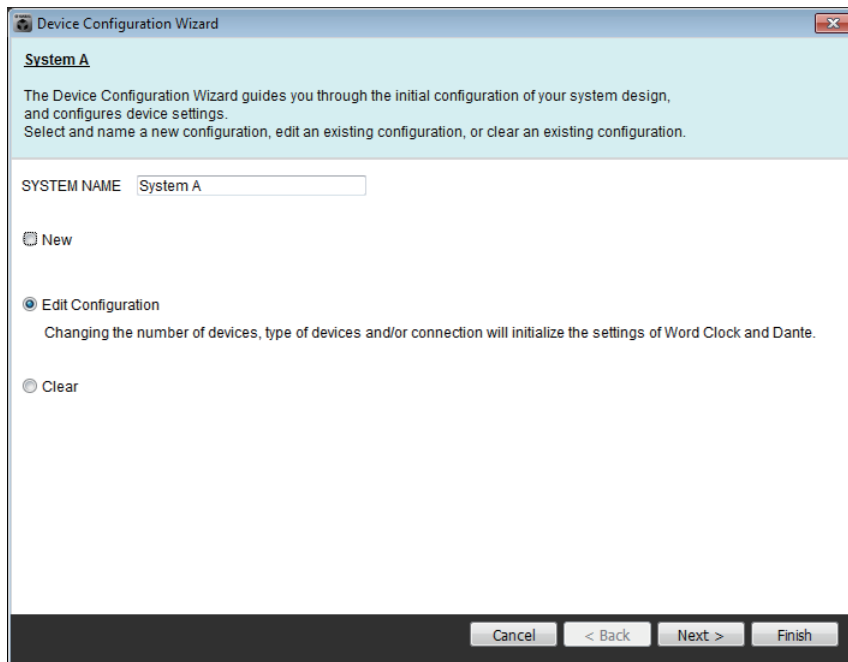 Device Configuration Wizard
System A
The Device Configuration Wizard guides you through the initial configuration of your system design,
and configures device settings.
Select and name a new configuration, edit an existing configuration, or clear an existing configuration.
SYSTEM NAME System A
New
Edit Configuration
Changing the number of devices, type of devices and/or connection will initialize the settings of Word Clock and Dante.
Clear
Cancel < Back Next > Finish